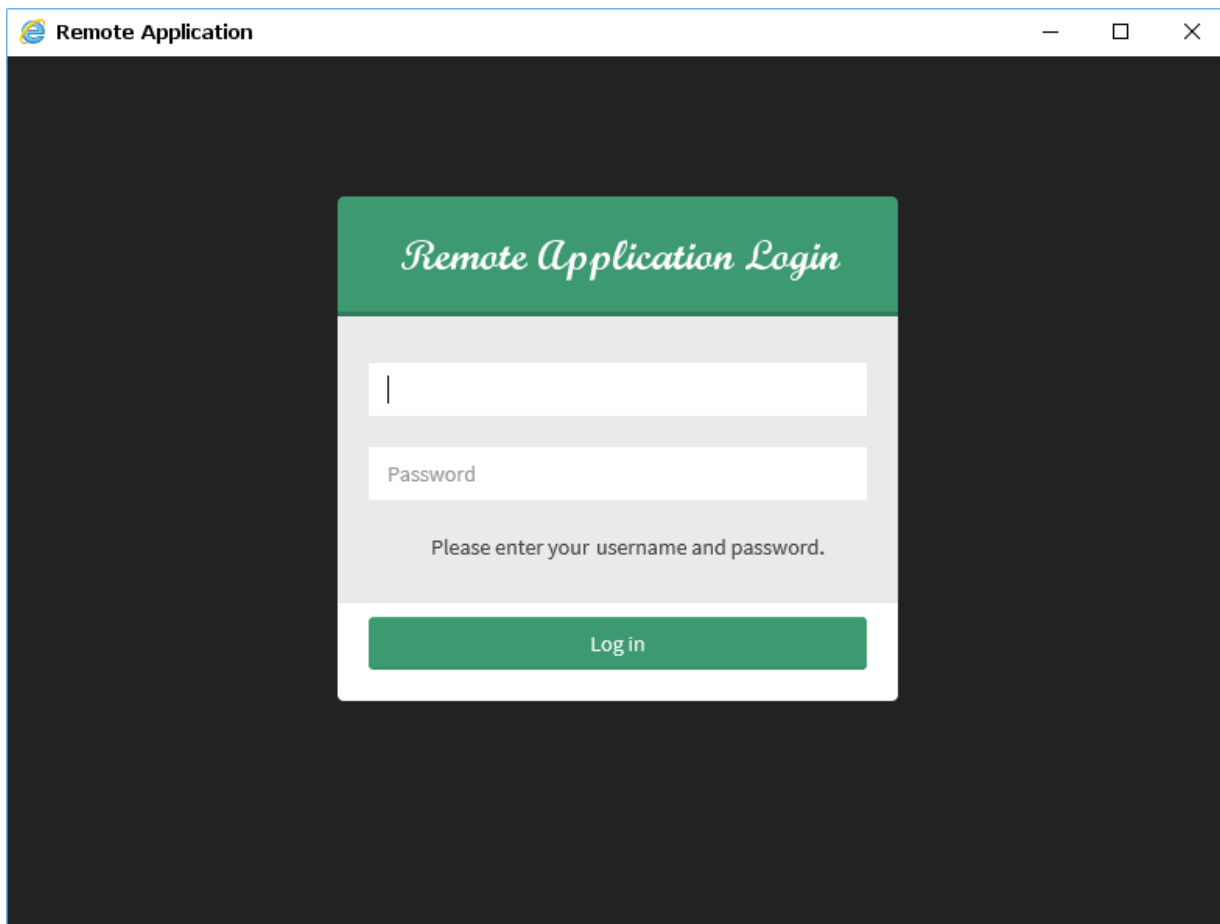 Remote Application
Remote Application Login
Password
Please enter your username and password.
Log in